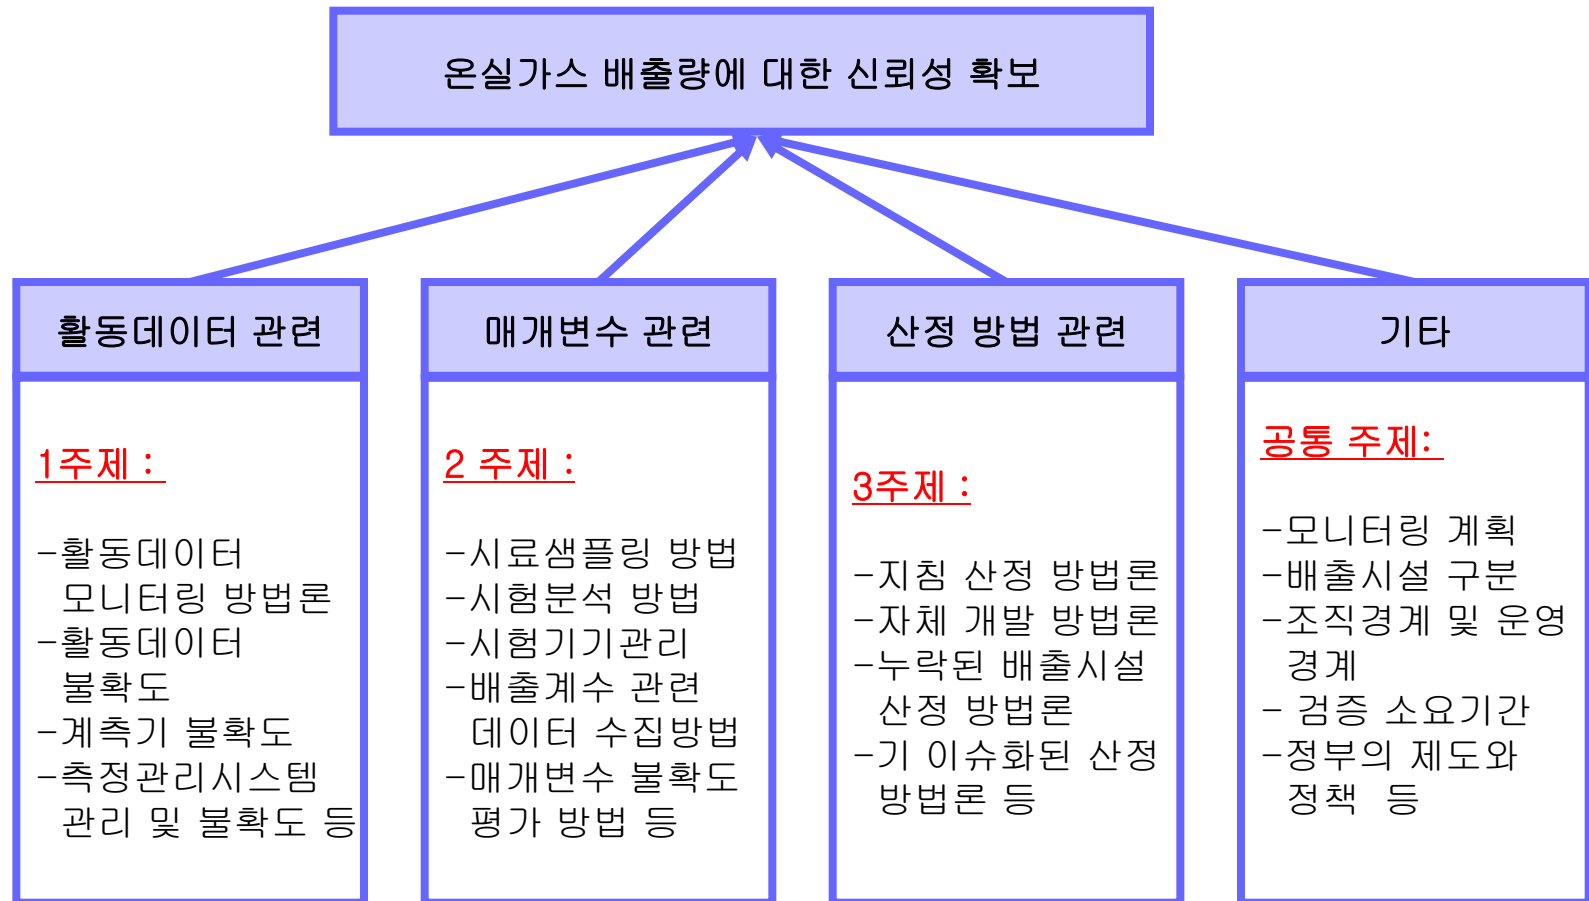 온실가스 배출량에 대한 신뢰성 확보
활동데이터 관련
1주제 :
-활동데이터
모니터링 방법론
-활동데이터
불확도
-계측기 불확도
-측정관리시스템
관리 및 불확도 등
매개변수 관련
2 주제 :
-시료샘플링 방법
-시험분석 방법
-시험기기관리
-배출계수 관련
데이터 수집방법
-매개변수 불확도
평가 방법 등
산정 방법 관련
3주제 :
-지침 산정 방법론
-자체 개발 방법론
-누락된 배출시설
산정 방법론
-기 이슈화된 산정
방법론 등
기타
공통 주제:
-모니터링 계획
-배출시설 구분
-조직경계 및 운영
경계
- 검증 소요기간
-정부의 제도와
정책 등